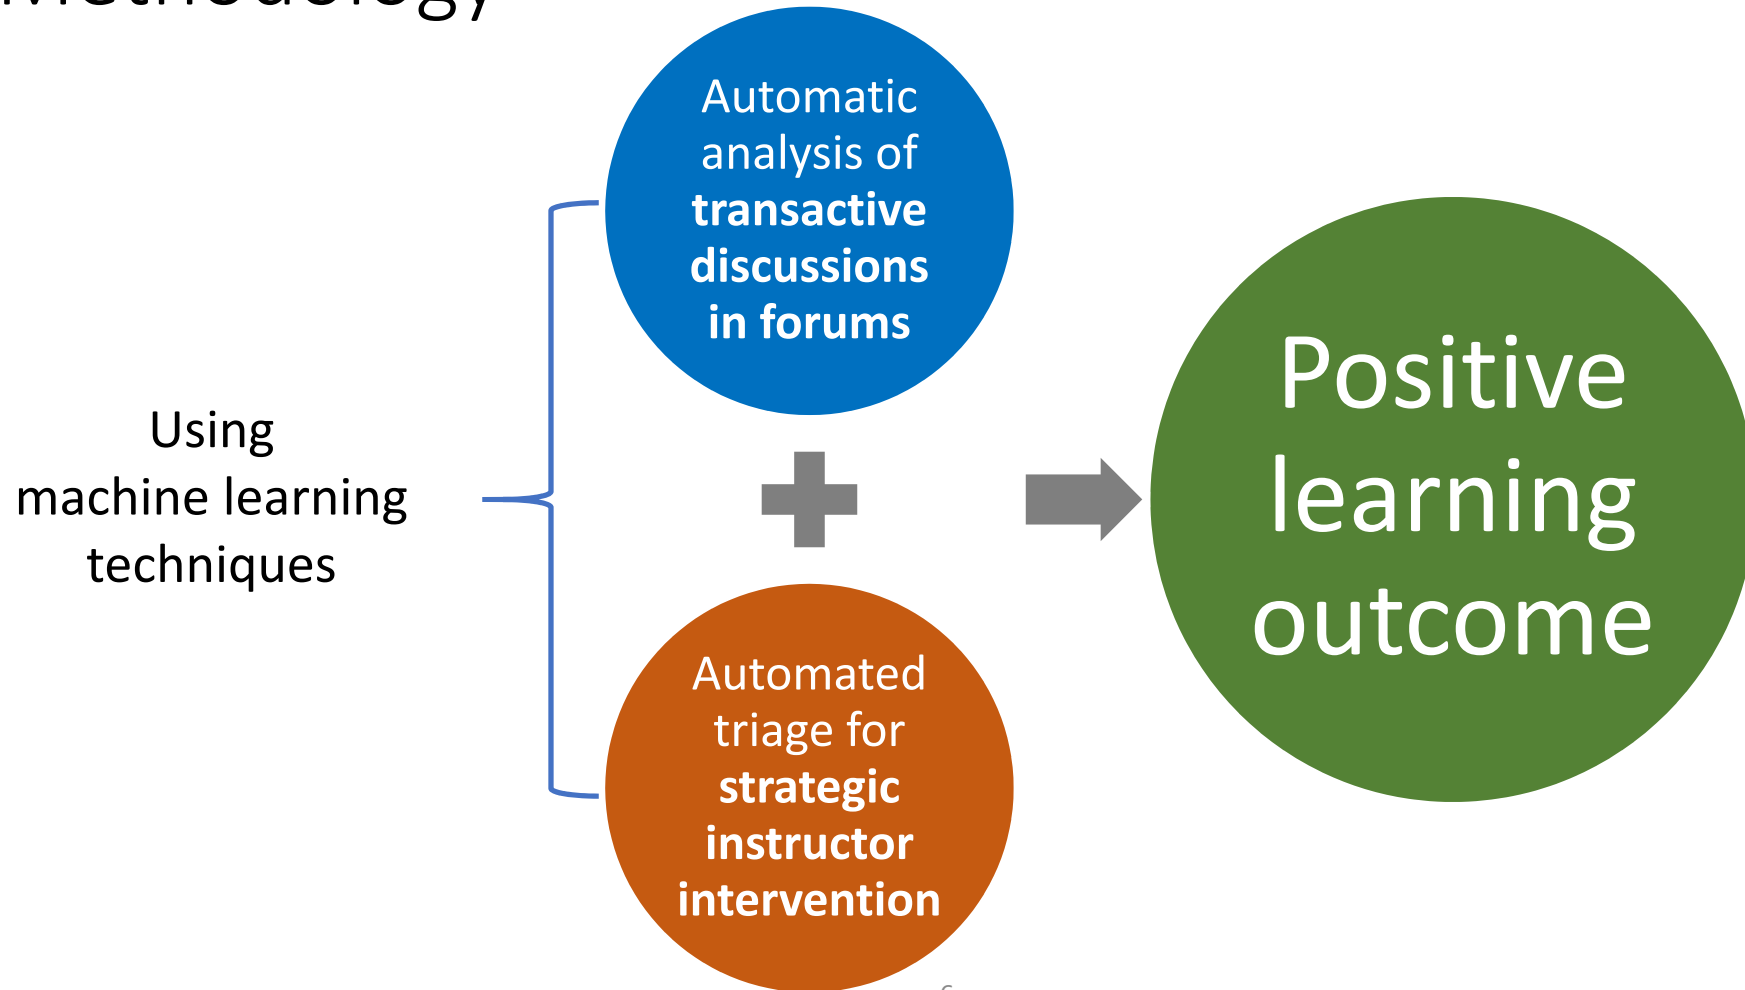 Methodology
Automatic
analysis of
transactive
discussions
in forums
Using
machine learning
techniques
Positive
learning
outcome
Automated
triage for
strategic
instructor
intervention